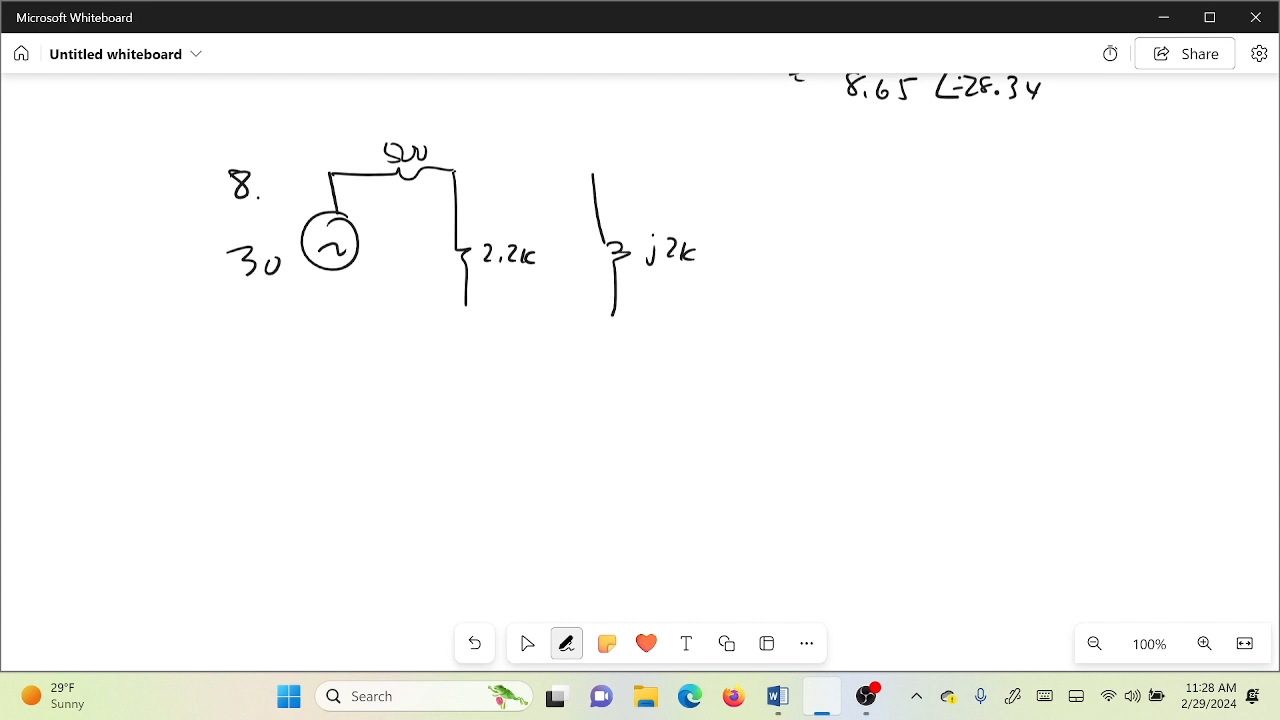 Microsoft Whiteboard
Untitled whiteboard
Share
8.65 ∠-28.34
500
8.
30
2.2k
j2k
T
100%
29°F
Sunny
Search
11:28 AM
2/29/2024